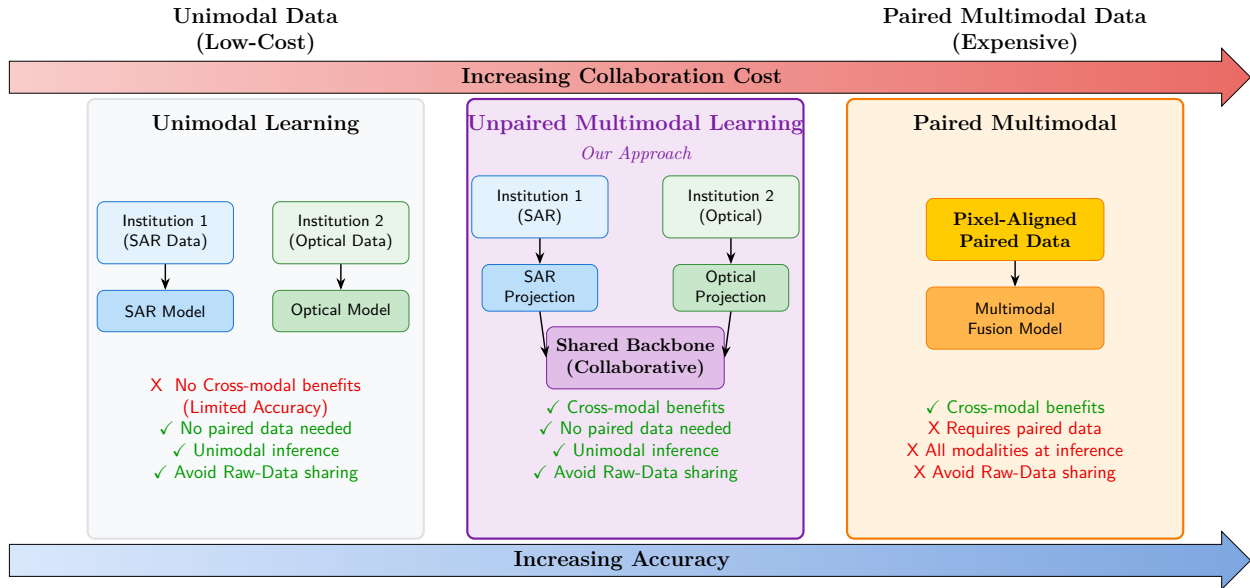 Unimodal Data
(Low-Cost)
Paired Multimodal Data
(Expensive)
Increasing Collaboration Cost
Unimodal Learning
Institution 1
(SAR Data)
Institution 2
(Optical Data)
SAR Model
Optical Model
X No Cross-modal benefits
(Limited Accuracy)
✓ No paired data needed
✓ Unimodal inference
✓ Avoid Raw-Data sharing
Unpaired Multimodal Learning
Our Approach
Institution 1
(SAR)
Institution 2
(Optical)
SAR
Projection
Optical
Projection
Shared Backbone
(Collaborative)
✓ Cross-modal benefits
✓ No paired data needed
✓ Unimodal inference
✓ Avoid Raw-Data sharing
Paired Multimodal
Pixel-Aligned
Paired Data
Multimodal
Fusion Model
✓ Cross-modal benefits
X Requires paired data
X All modalities at inference
X Avoid Raw-Data sharing
Increasing Accuracy